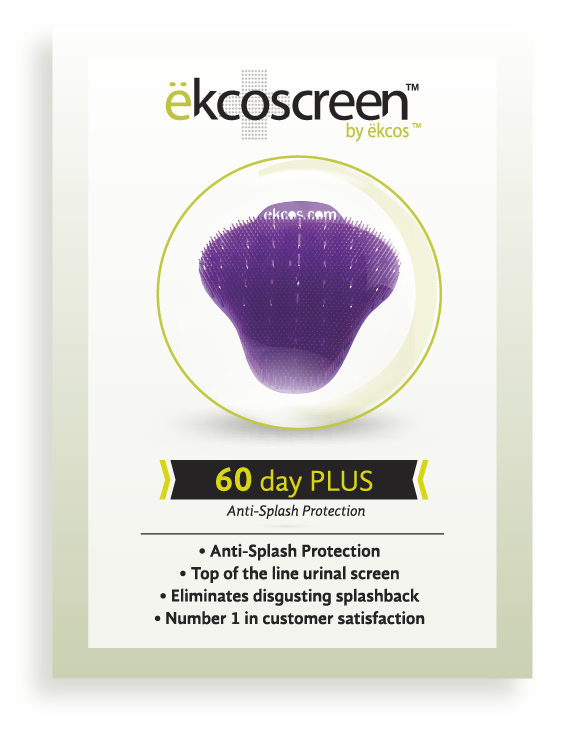 ëkcoscreen™
by ëkcos™
ekcos.com
60 day PLUS
Anti-Splash Protection
• Anti-Splash Protection
• Top of the line urinal screen
• Eliminates disgusting splashback
• Number 1 in customer satisfaction